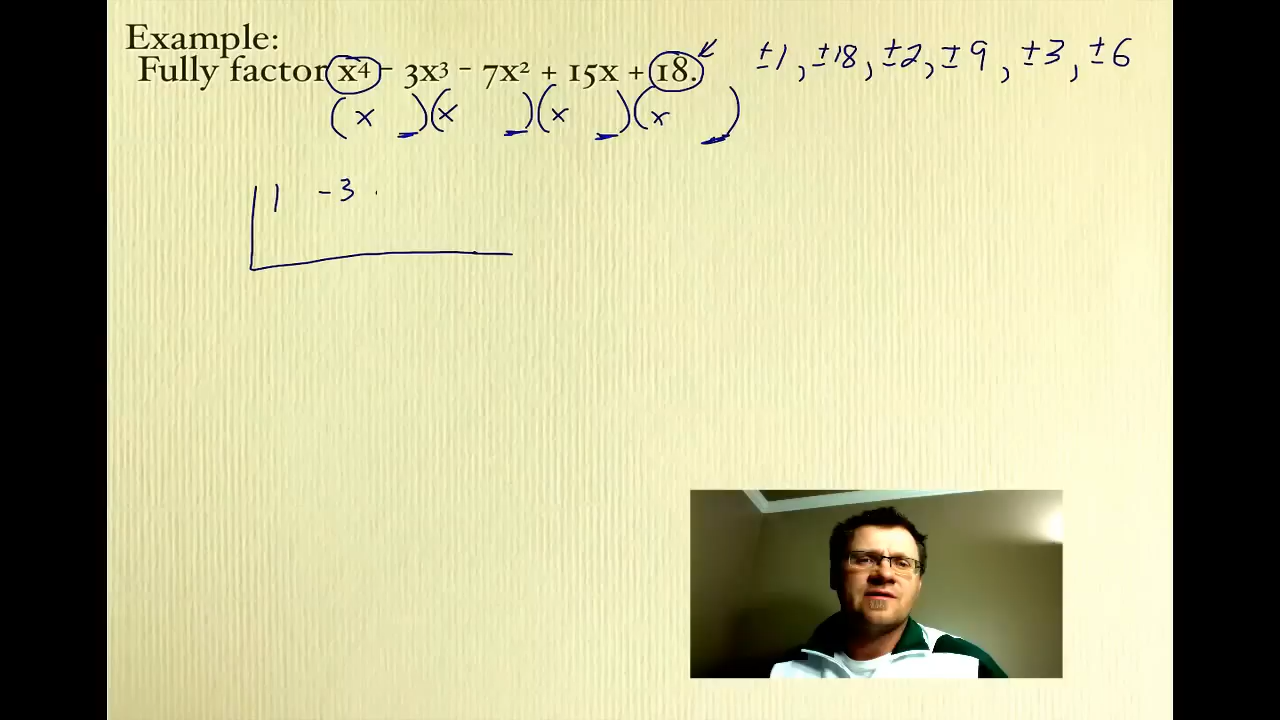 Example:
Fully factor x⁴ - 3x³ - 7x² + 15x + 18. ±1, ±18, ±2, ±9, ±3, ±6
(x _)(x _)(x _)(x _)
1 -3